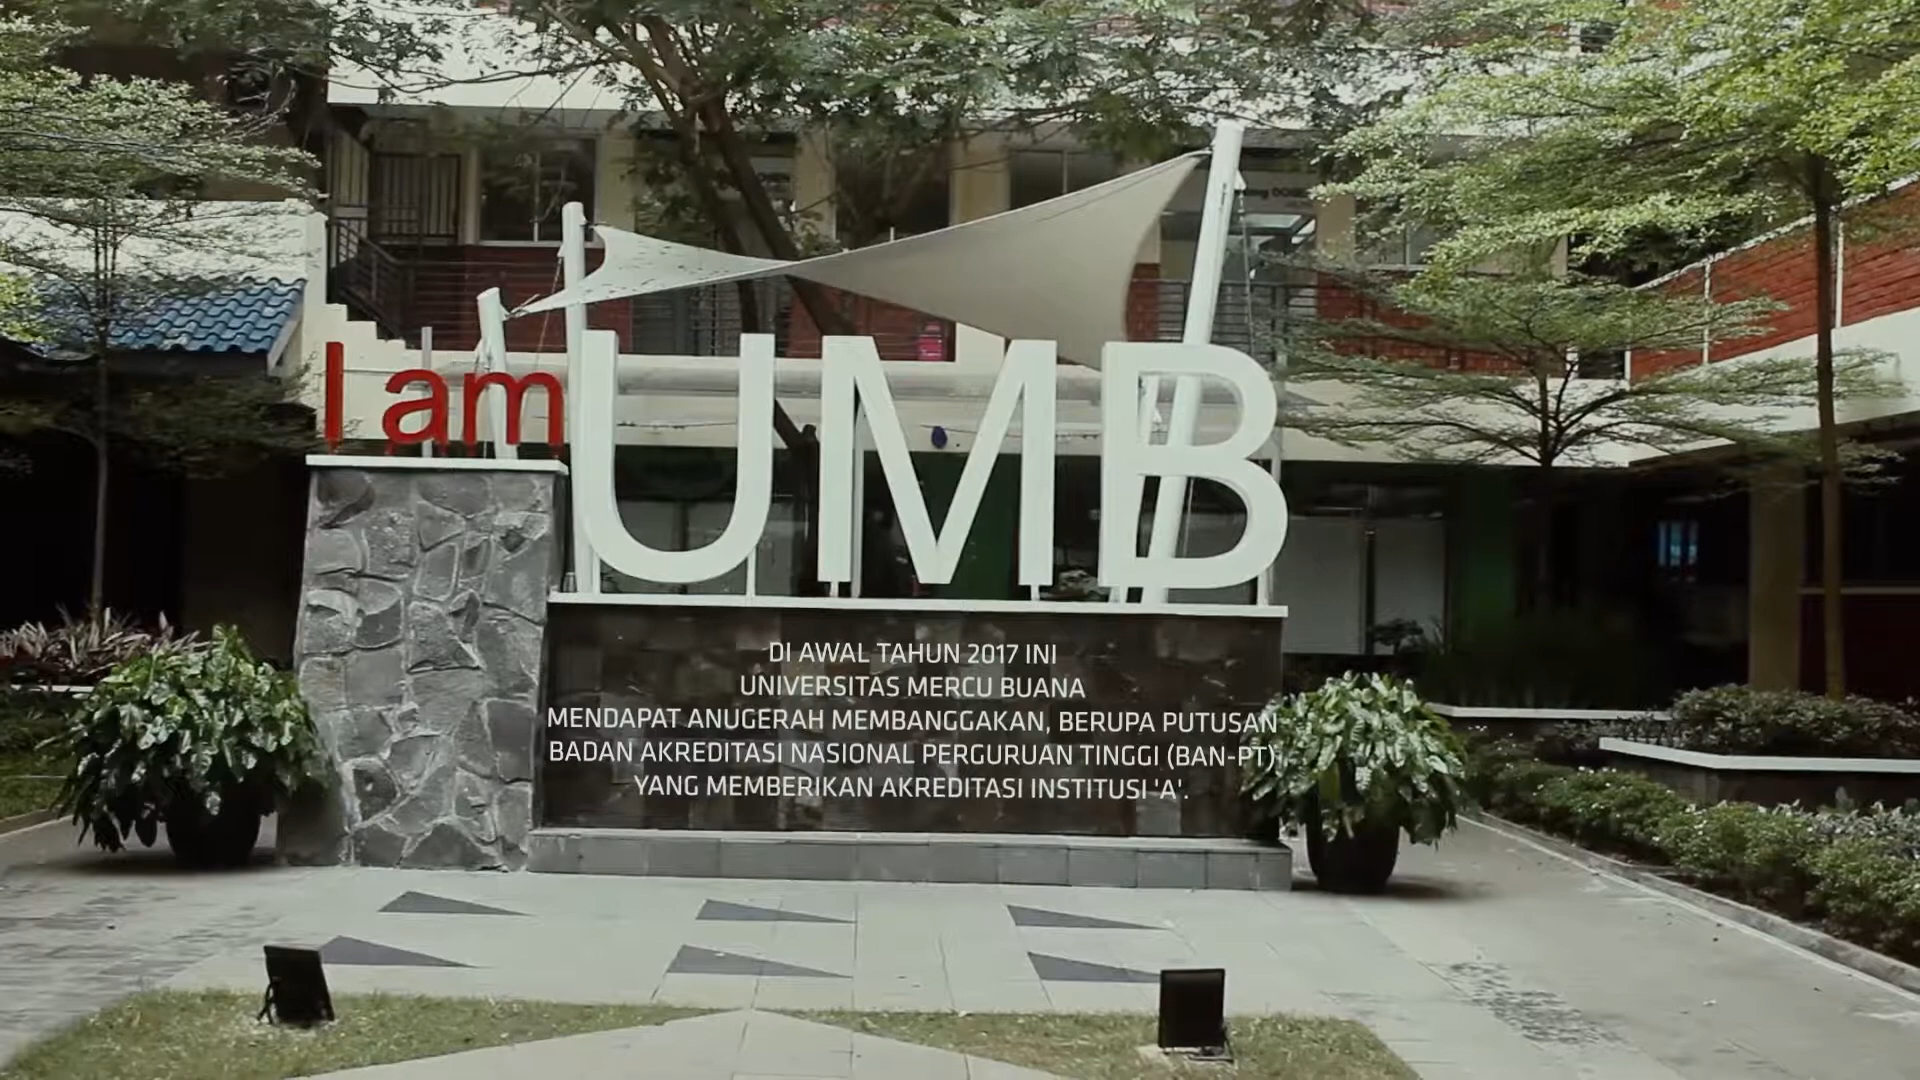 I am UMB
DI AWAL TAHUN 2017 INI
UNIVERSITAS MERCU BUANA
MENDAPAT ANUGERAH MEMBANGGAKAN, BERUPA PUTUSAN
BADAN AKREDITASI NASIONAL PERGURUAN TINGGI (BAN-PT)
YANG MEMBERIKAN AKREDITASI INSTITUSI 'A'.